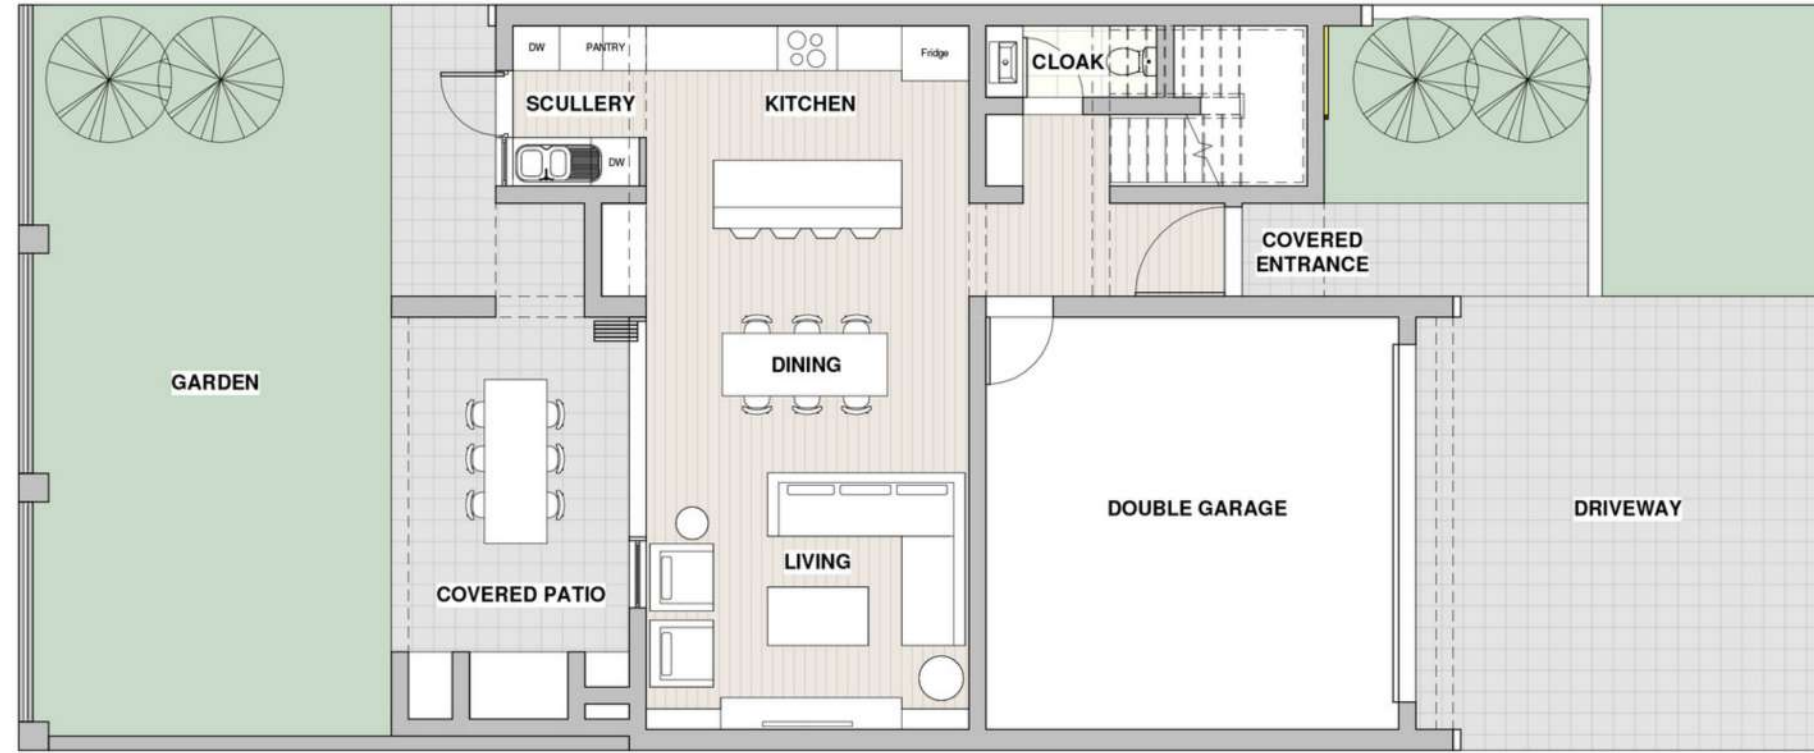 DW
PANTRY
Fridge
CLOAK
SCULLERY
KITCHEN
DW
COVERED
ENTRANCE
DINING
GARDEN
DOUBLE GARAGE
DRIVEWAY
LIVING
COVERED PATIO